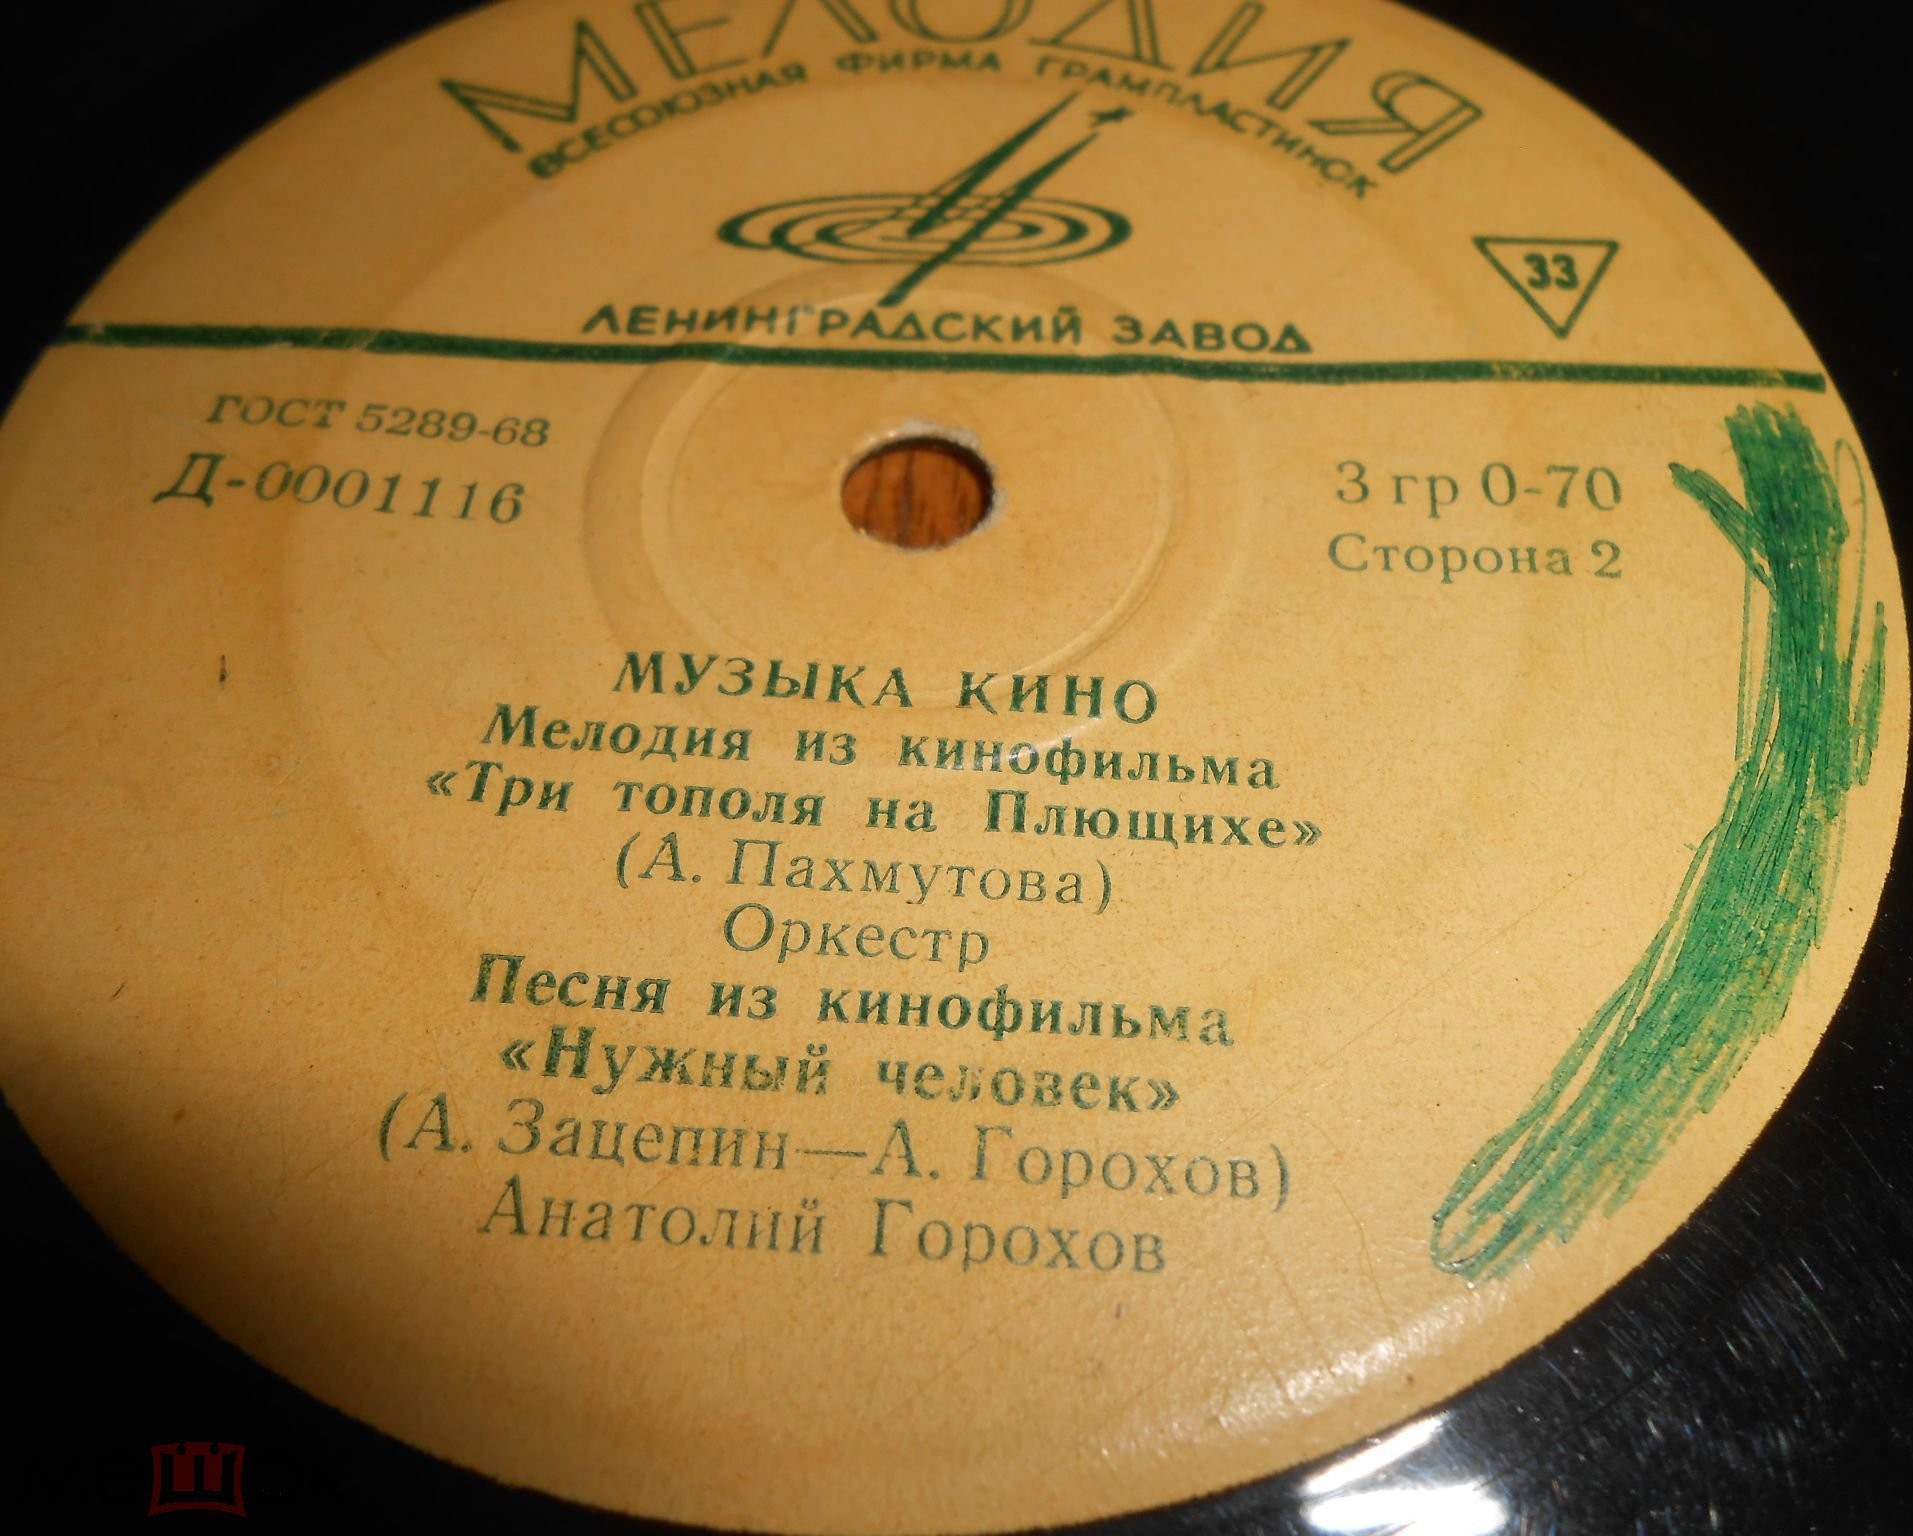 МЕЛОДИЯ
ВСЕСОЮЗНАЯ ФИРМА ГРАМПЛАСТИНОК
33
ЛЕНИНГРАДСКИЙ ЗАВОД
ГОСТ 5289-68
Д-0001116
3 гр 0-70
Сторона 2
МУЗЫКА КИНО
Мелодия из кинофильма
«Три тополя на Плющихе»
(А. Пахмутова)
Оркестр
Песня из кинофильма
«Нужный человек»
(А. Зацепин—А. Горохов)
Анатолий Горохов